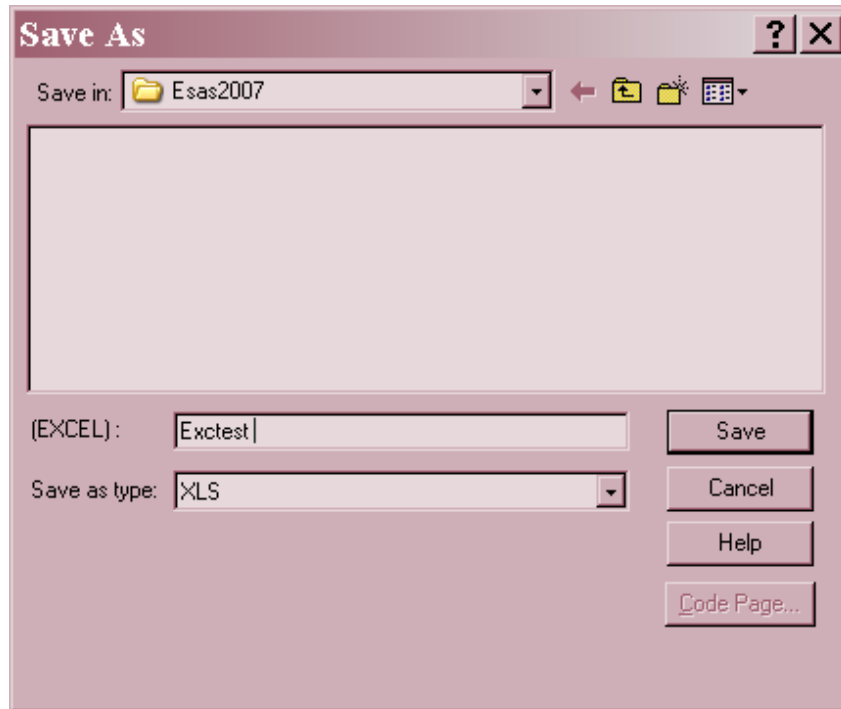 Save As
Save in: Esas2007
(EXCEL) : Exctest
Save
Save as type: XLS
Cancel
Help
Code Page...